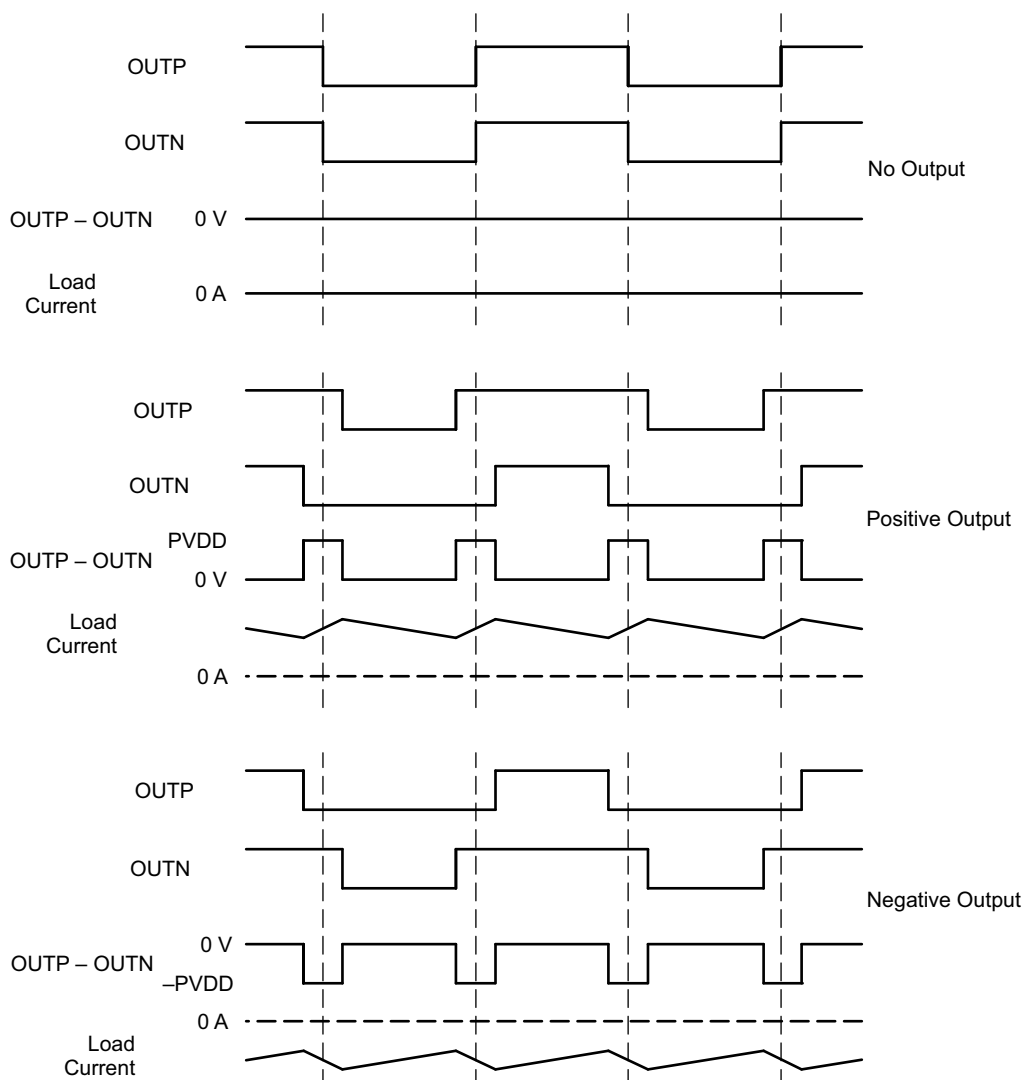 OUTP
OUTN
No Output
OUTP – OUTN 0 V
Load
Current
0 A
OUTP
OUTN
Positive Output
PVDD
OUTP – OUTN
0 V
Load
Current
0 A
OUTP
OUTN
Negative Output
0 V
OUTP – OUTN
–PVDD
0 A
Load
Current